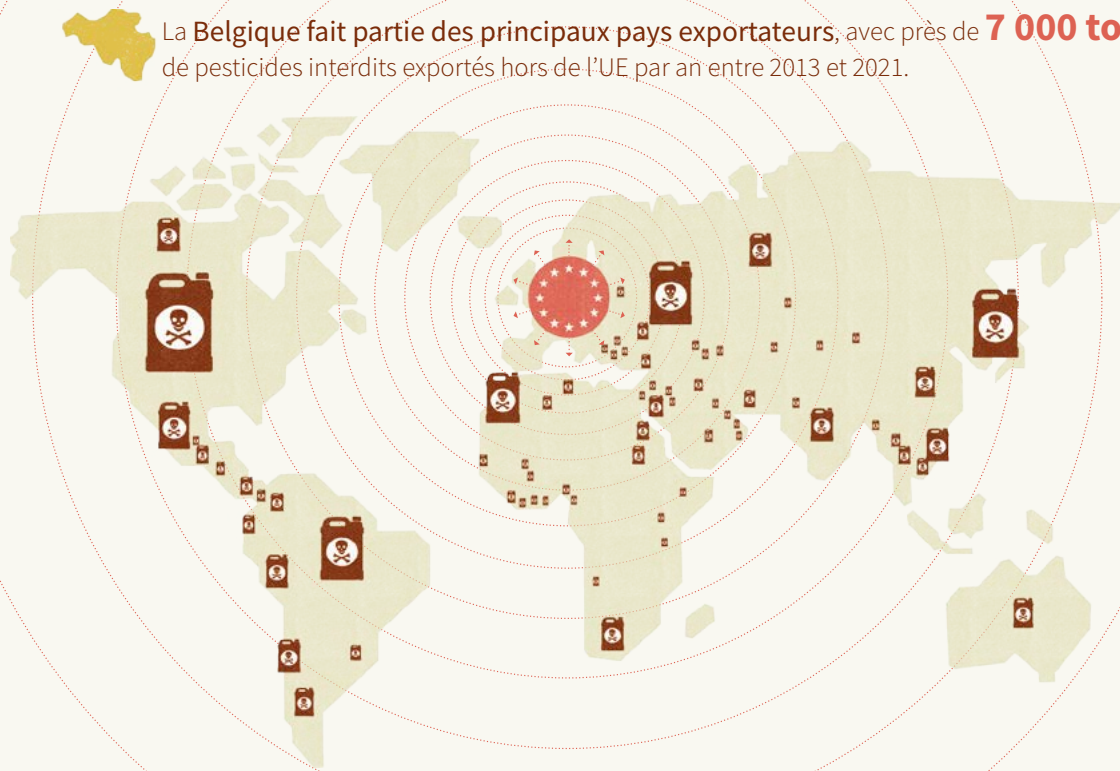 La Belgique fait partie des principaux pays exportateurs, avec près de 7 000 to
de pesticides interdits exportés hors de l'UE par an entre 2013 et 2021.